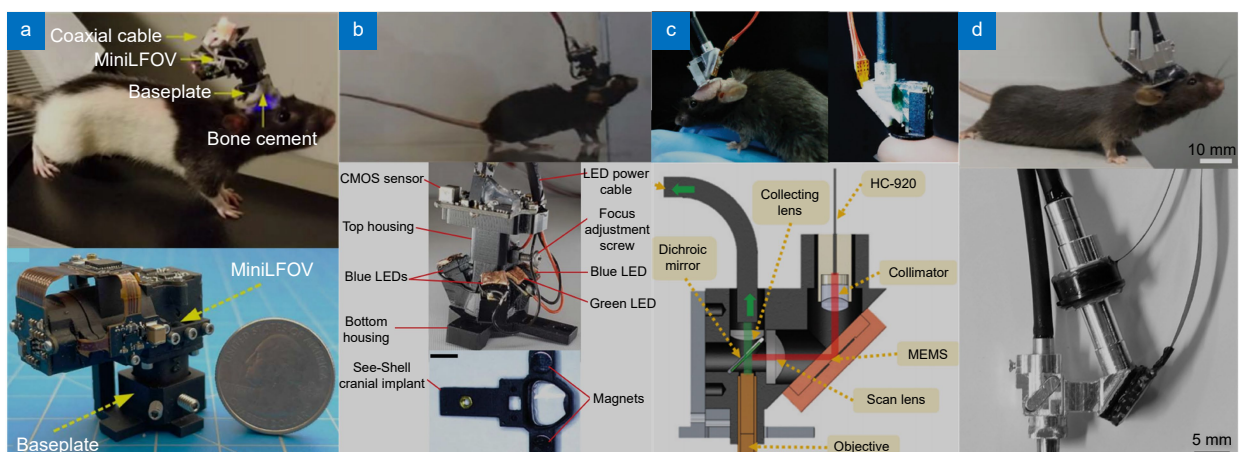 a
Coaxial cable
MiniLFOV
Baseplate
Bone cement
MiniLFOV
Baseplate
b
CMOS sensor
LED power
cable
Top housing
Focus
adjustment
screw
Blue LEDs
Blue LED
Green LED
Bottom
housing
See-Shell
cranial implant
Magnets
c
Collecting
lens
HC-920
Dichroic
mirror
Collimator
MEMS
Scan lens
Objective
d
10 mm
5 mm